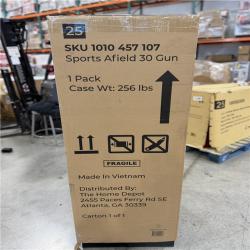 25
SKU 1010 457 107
Sports Afield 30 Gun
1 Pack
Case Wt: 256 lbs
FRAGILE
Made in Vietnam
Distributed By:
The Home Depot
2455 Paces Ferry Rd SE
Atlanta, GA 30339
Carton 1 of 1